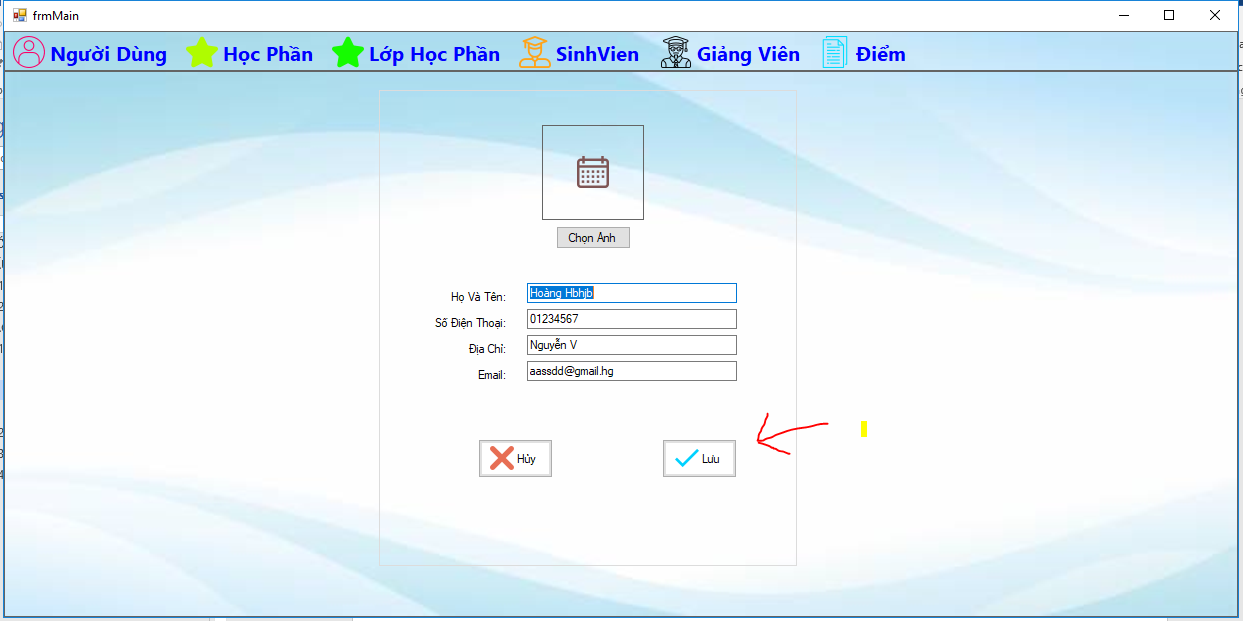 frmMain
Người Dùng Học Phần Lớp Học Phần SinhVien Giảng Viên Điểm
Chọn Ảnh
Họ Và Tên: Hoàng Hbhjb
Số Điện Thoại: 01234567
Địa Chỉ: Nguyễn V
Email: aassdd@gmail.hg
Hủy Lưu